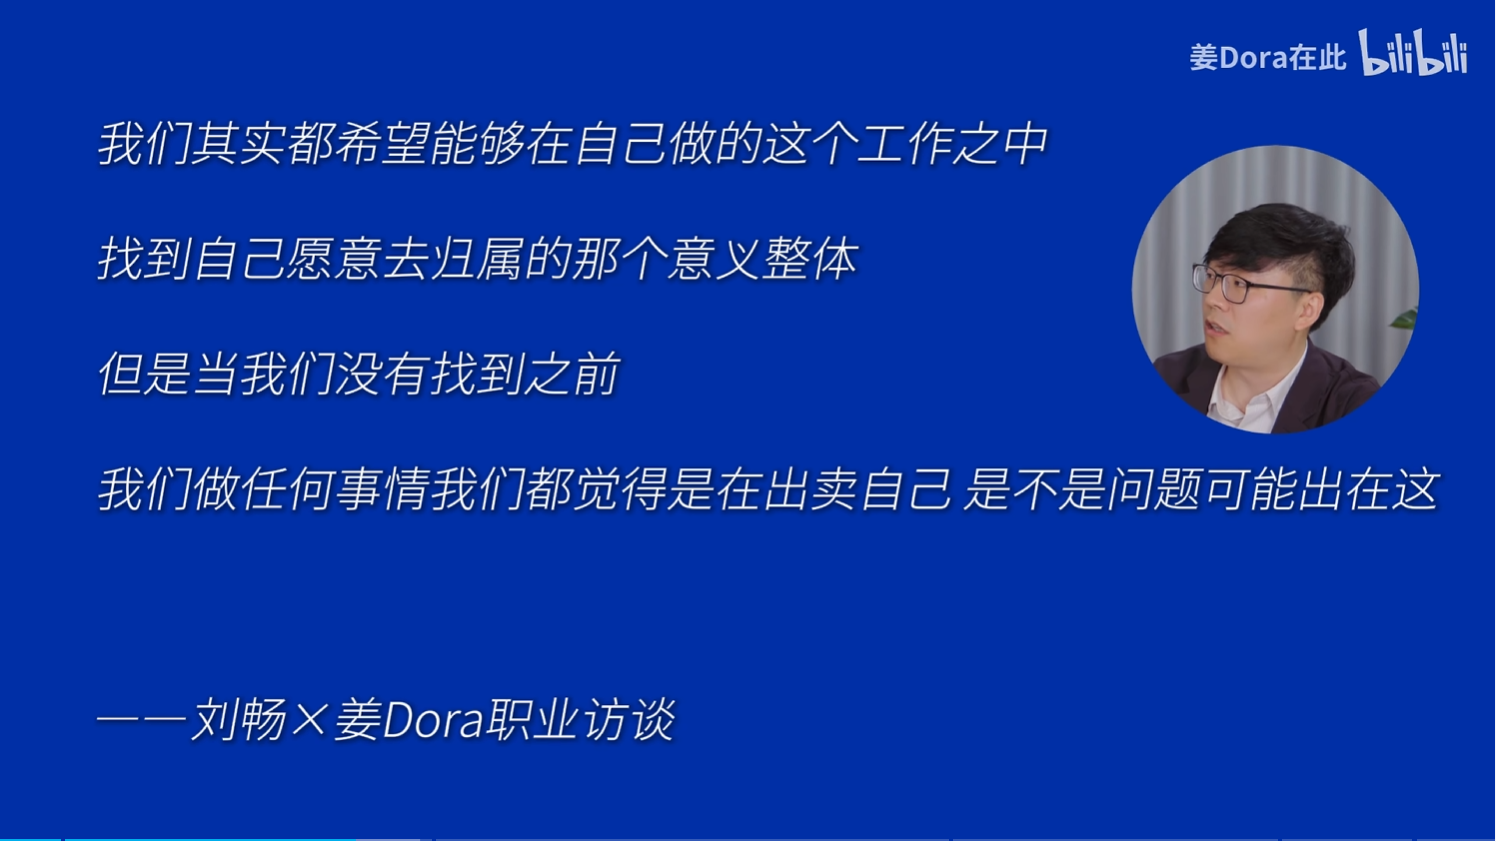 姜Dora在此 bilibili
我们其实都希望能够在自己做的这个工作之中
找到自己愿意去归属的那个意义整体
但是当我们没有找到之前
我们做任何事情我们都觉得是在出卖自己 是不是问题可能出在这
——刘畅×姜Dora职业访谈